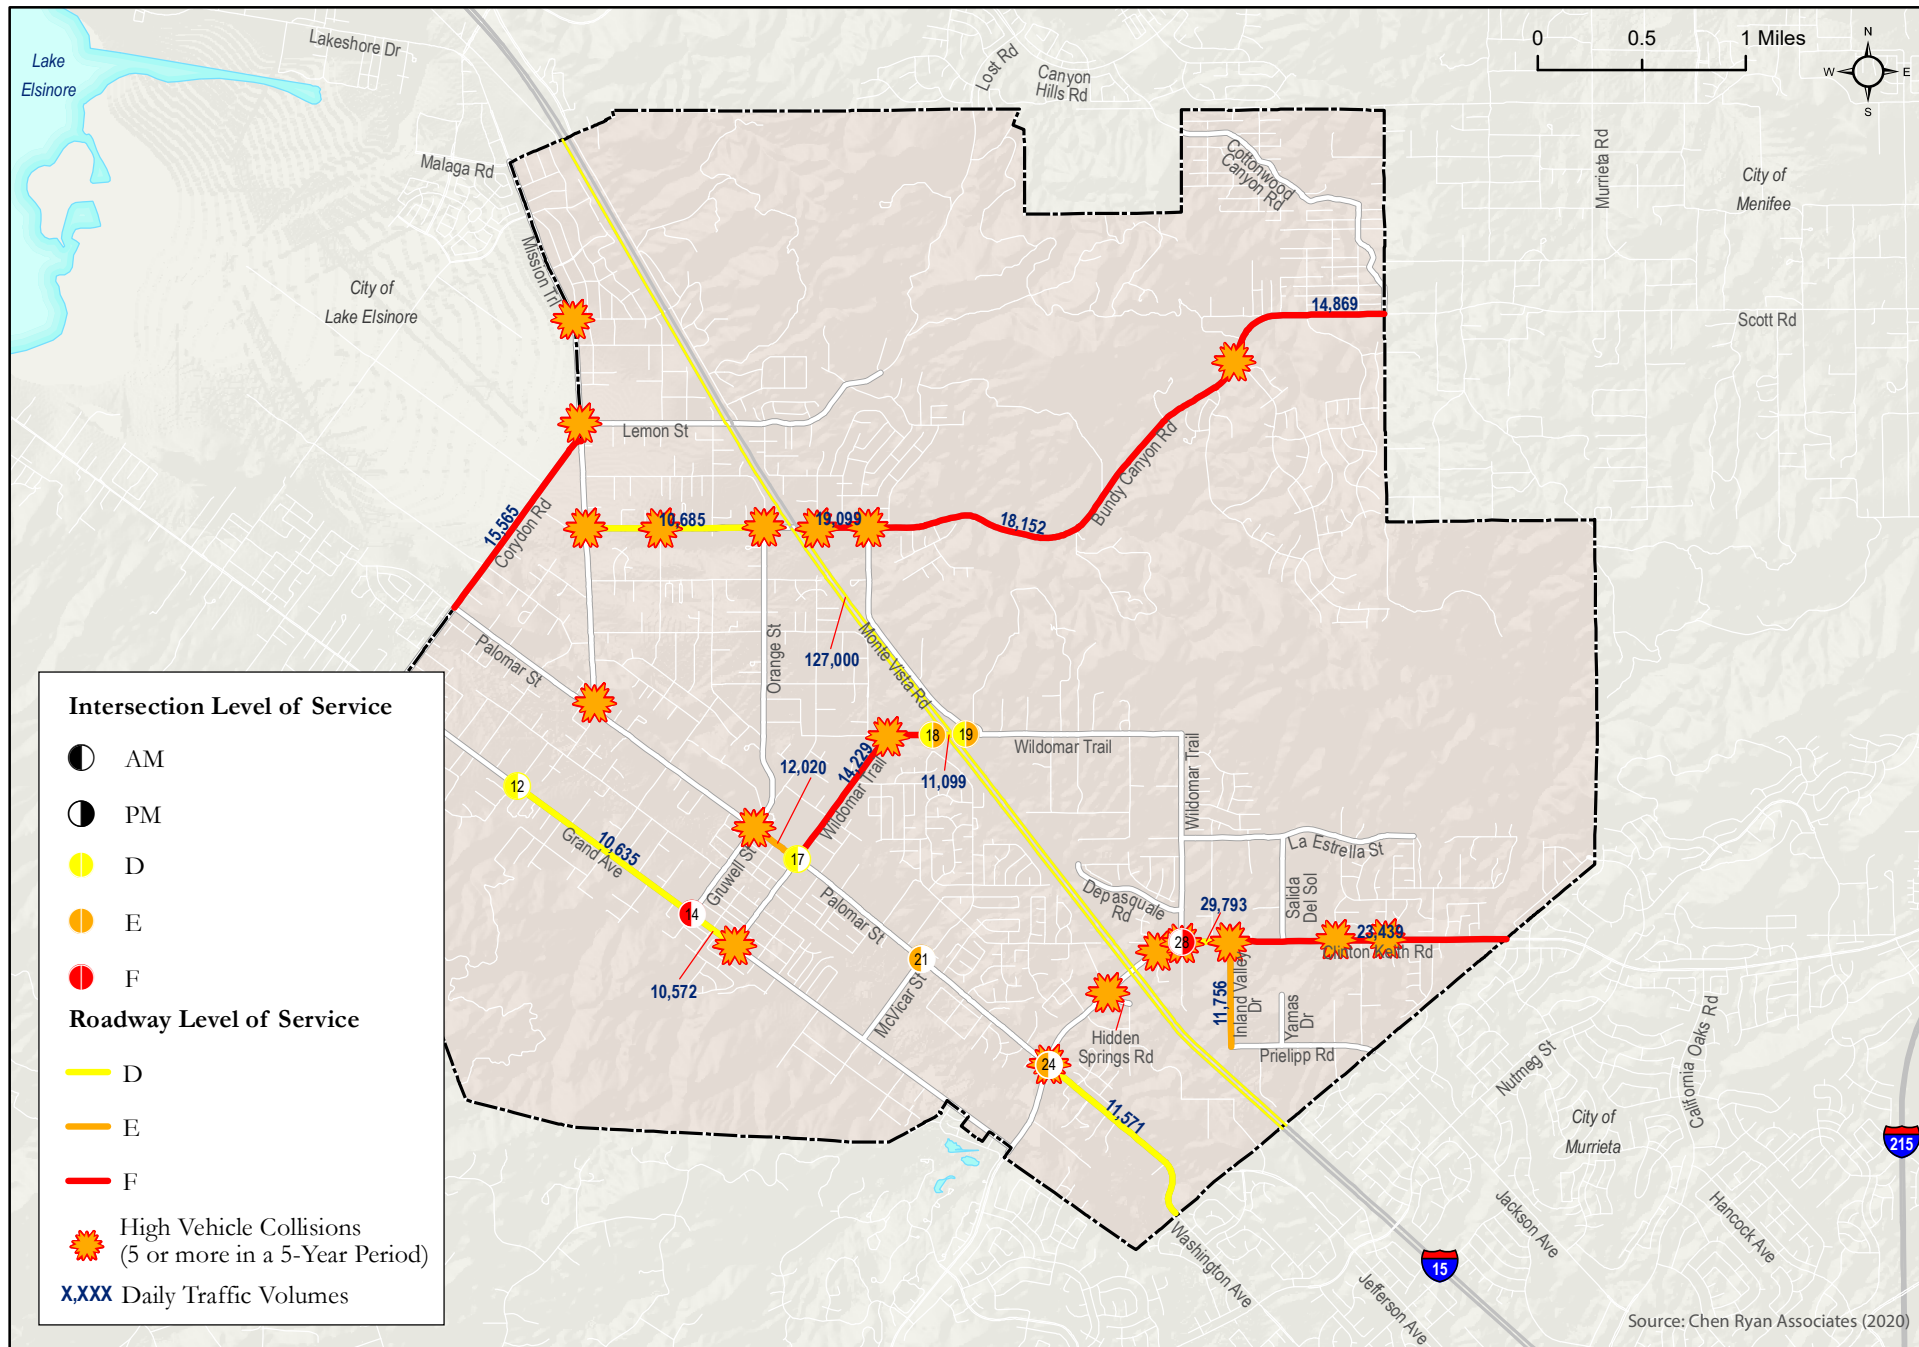 Lake
Elsinore
Lakeshore Dr
Lost Rd
Canyon
Hills Rd
0 0.5 1 Miles
N
W E
S
Malaga Rd
Cottonwood
Canyon Rd
Murrieta Rd
City of
Menifee
Mission Trl
City of
Lake Elsinore
14,869
Scott Rd
Lemon St
Bundy Canyon Rd
15,565
Corydon Rd
10,685
19,099
18,152
Palomar St
Orange St
127,000
Monte Vista Rd
18
19
Wildomar Trail
Wildomar Trail
12,020
14,229
Wildomar Trail
11,099
12
10,635
Grand Ave
17
Gruwell St
14
10,572
Palomar St
21
McVicar St
La Estrella St
Depasquale
Rd
Salida
Del Sol
29,793
28
23,439
Clinton Keith Rd
11,756
Inland Valley
Dr
Yamas
Dr
Hidden
Springs Rd
Prielipp Rd
24
11,571
Nutmeg St
California Oaks Rd
City of
Murrieta
215
Washington Ave
Jackson Ave
Hancock Ave
15
Jefferson Ave
Intersection Level of Service
AM
PM
D
E
F
Roadway Level of Service
D
E
F
High Vehicle Collisions
(5 or more in a 5-Year Period)
X,XXX Daily Traffic Volumes
Source: Chen Ryan Associates (2020)